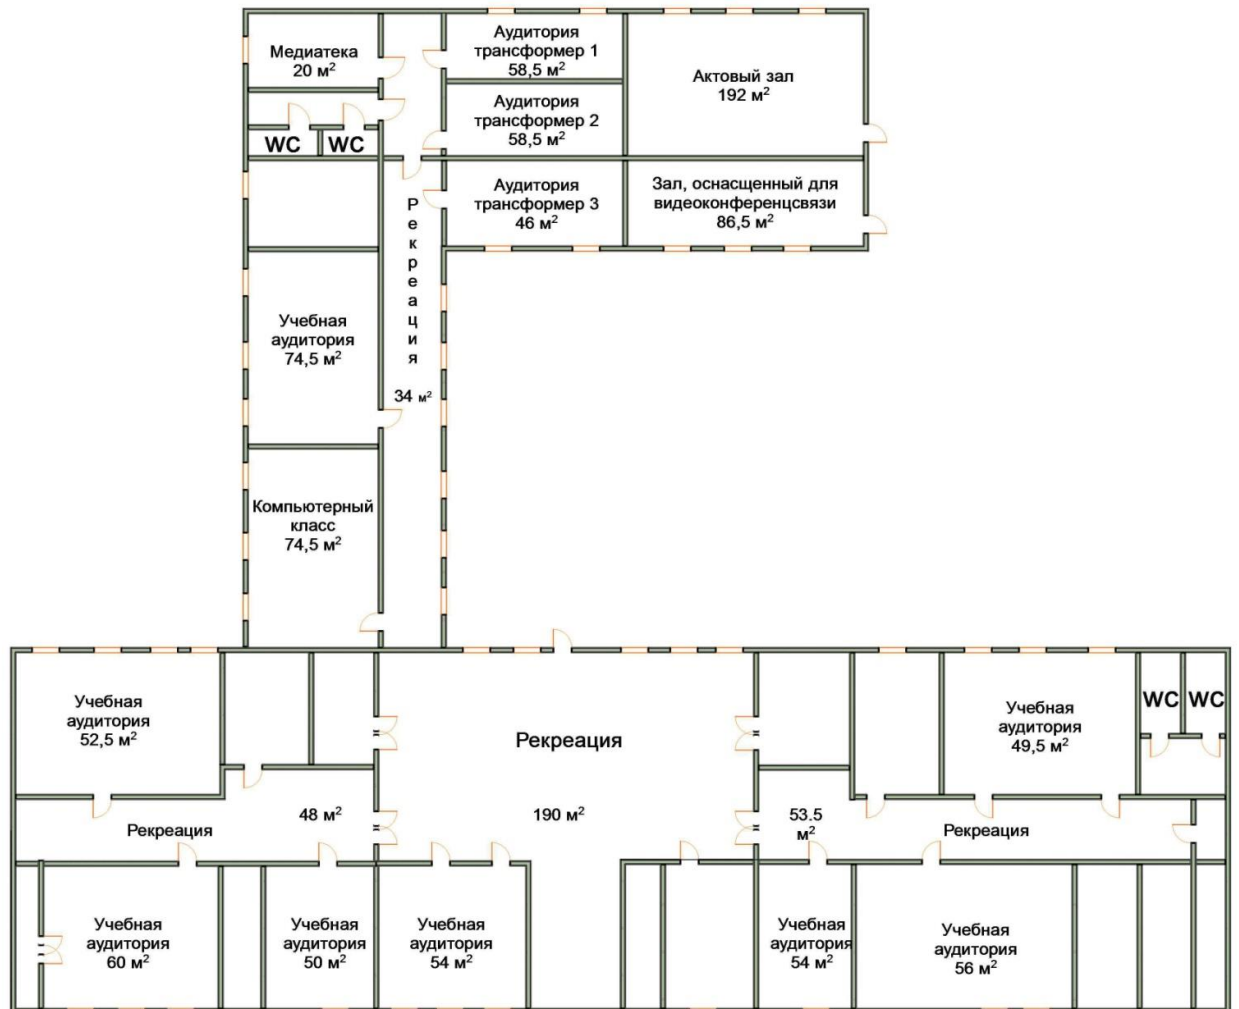 Медиатека
20 м²
Аудитория
трансформер 1
58,5 м²
Актовый зал
192 м²
Аудитория
трансформер 2
58,5 м²
WC
WC
Аудитория
трансформер 3
46 м²
Зал, оснащенный для
видеоконференцсвязи
86,5 м²
Рекреация
34 м²
Учебная
аудитория
74,5 м²
Компьютерный
класс
74,5 м²
Учебная
аудитория
52,5 м²
Рекреация
48 м²
Рекреация
190 м²
Учебная
аудитория
49,5 м²
WC
WC
53.5
м²
Рекреация
Учебная
аудитория
60 м²
Учебная
аудитория
50 м²
Учебная
аудитория
54 м²
Учебная
аудитория
54 м²
Учебная
аудитория
56 м²